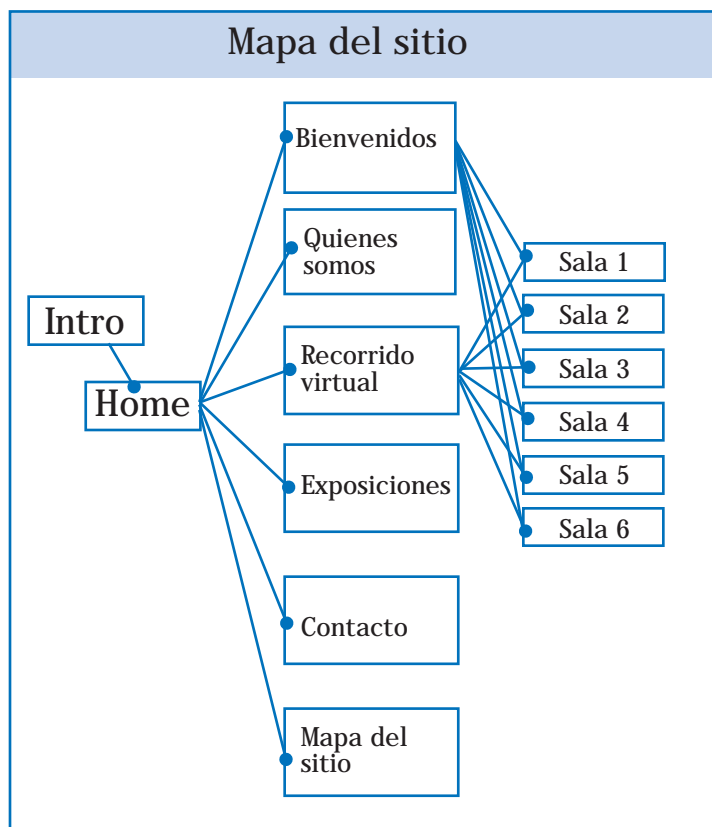 Mapa del sitio
Intro
Home
Bienvenidos
Quienes
somos
Recorrido
virtual
Exposiciones
Contacto
Mapa del
sitio
Sala 1
Sala 2
Sala 3
Sala 4
Sala 5
Sala 6